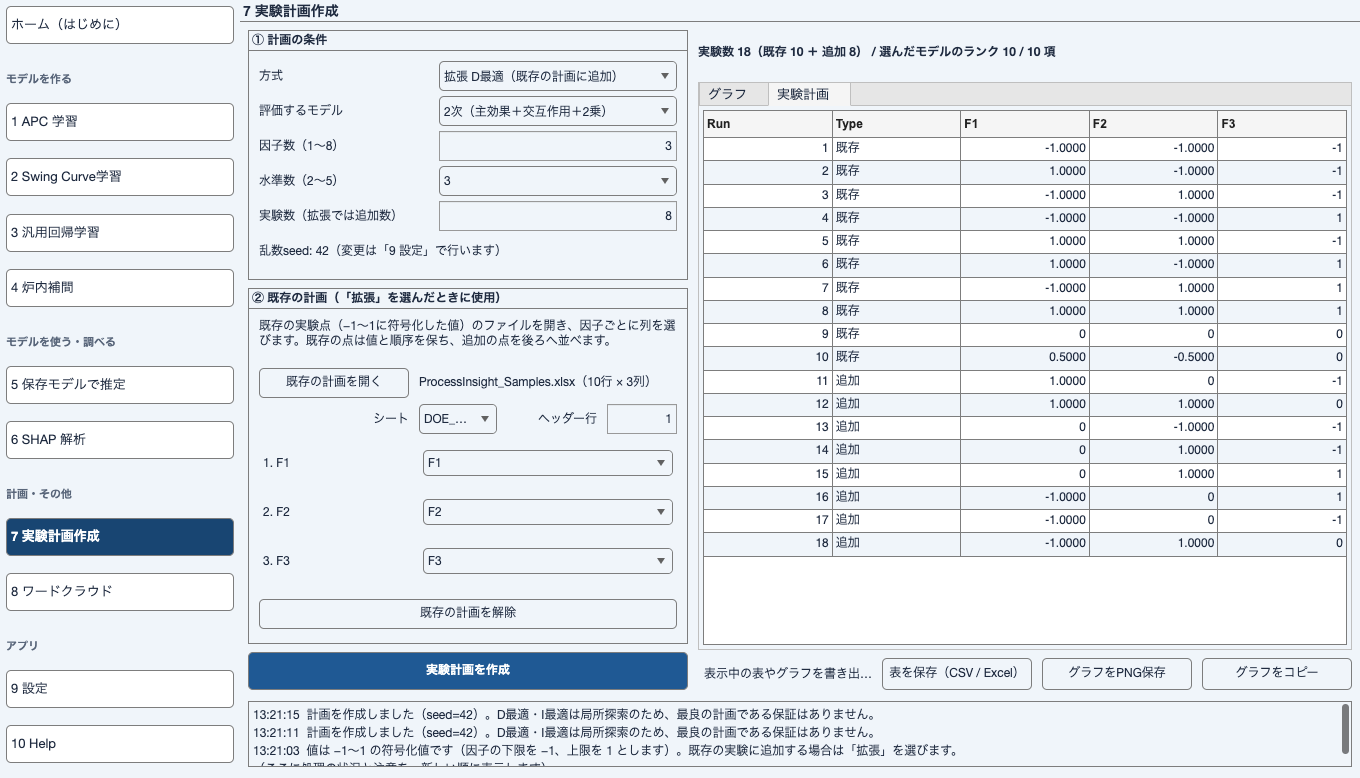 ホーム（はじめに）
モデルを作る
1 APC 学習
2 Swing Curve学習
3 汎用回帰学習
4 炉内補間
モデルを使う・調べる
5 保存モデルで推定
6 SHAP 解析
計画・その他
7 実験計画作成
8 ワードクラウド
アプリ
9 設定
10 Help
7 実験計画作成
① 計画の条件
方式 拡張 D最適（既存の計画に追加）
評価するモデル 2次（主効果＋交互作用＋2乗）
因子数（1〜8） 3
水準数（2〜5） 3
実験数（拡張では追加数） 8
乱数seed: 42（変更は「9 設定」で行います）
② 既存の計画（「拡張」を選んだときに使用）
既存の実験点（−1〜1に符号化した値）のファイルを開き、因子ごとに列を選
びます。既存の点は値と順序を保ち、追加の点を後ろへ並べます。
既存の計画を開く ProcessInsight_Samples.xlsx（10行 × 3列）
シート DOE_... ヘッダー行 1
1. F1 F1
2. F2 F2
3. F3 F3
既存の計画を解除
実験計画を作成
実験数 18（既存 10 ＋ 追加 8） / 選んだモデルのランク 10 / 10 項
グラフ 実験計画
Run Type F1 F2 F3
1 既存 -1.0000 -1.0000 -1
2 既存 1.0000 -1.0000 -1
3 既存 -1.0000 1.0000 -1
4 既存 -1.0000 -1.0000 1
5 既存 1.0000 1.0000 -1
6 既存 1.0000 -1.0000 1
7 既存 -1.0000 1.0000 1
8 既存 1.0000 1.0000 1
9 既存 0 0 0
10 既存 0.5000 -0.5000 0
11 追加 1.0000 0 -1
12 追加 1.0000 1.0000 0
13 追加 0 -1.0000 -1
14 追加 0 1.0000 -1
15 追加 0 1.0000 1
16 追加 -1.0000 0 1
17 追加 -1.0000 0 -1
18 追加 -1.0000 1.0000 0
表示中の表やグラフを書き出... 表を保存（CSV / Excel） グラフをPNG保存 グラフをコピー
13:21:15 計画を作成しました（seed=42）。D最適・I最適は局所探索のため、最良の計画である保証はありません。
13:21:11 計画を作成しました（seed=42）。D最適・I最適は局所探索のため、最良の計画である保証はありません。
13:21:03 値は −1〜1 の符号化値です（因子の下限を −1、上限を 1 とします）。既存の実験に追加する場合は「拡張」を選びます。